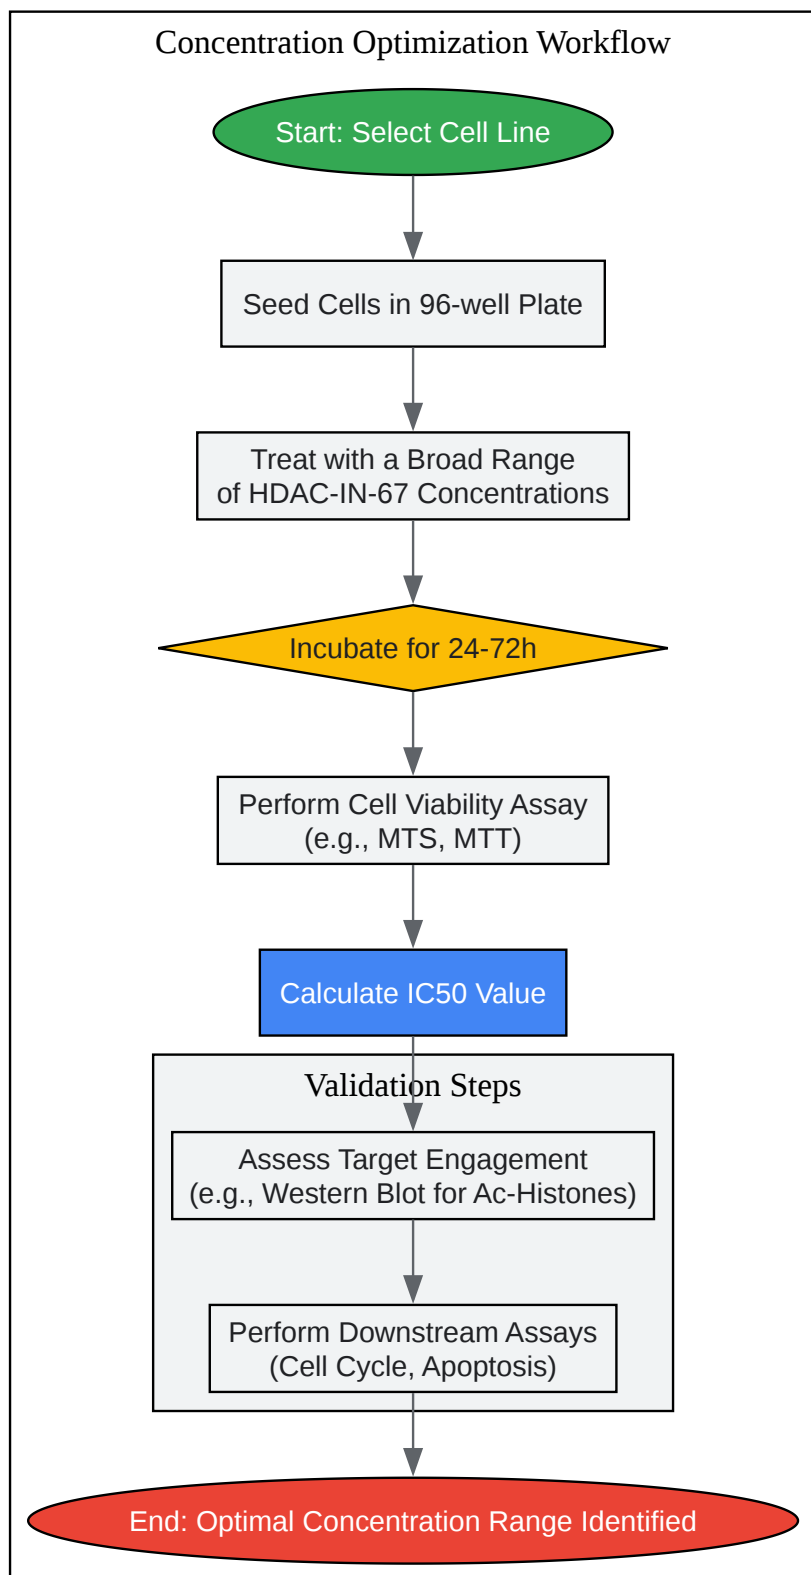 Concentration Optimization Workflow
Start: Select Cell Line
Seed Cells in 96-well Plate
Treat with a Broad Range
of HDAC-IN-67 Concentrations
Incubate for 24-72h
Perform Cell Viability Assay
(e.g., MTS, MTT)
Calculate IC50 Value
Validation Steps
Assess Target Engagement
(e.g., Western Blot for Ac-Histones)
Perform Downstream Assays
(Cell Cycle, Apoptosis)
End: Optimal Concentration Range Identified